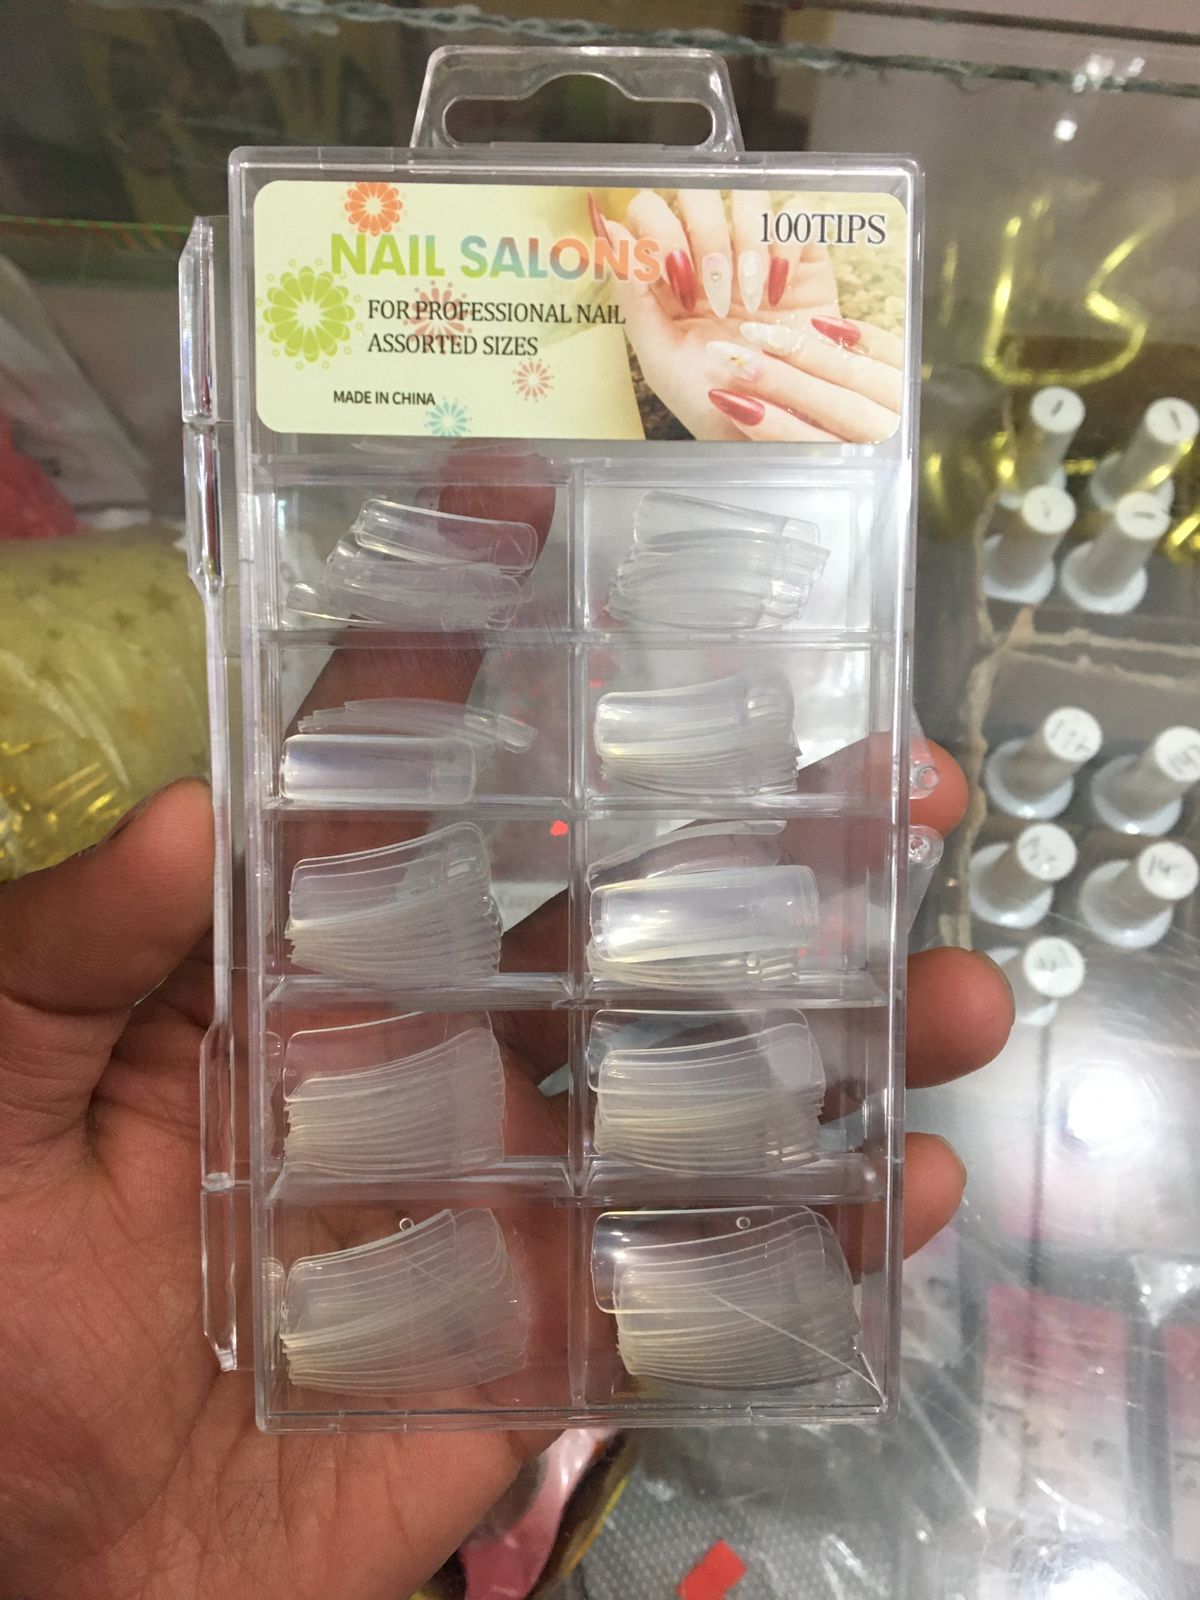 100TIPS
NAIL SALONS
FOR PROFESSIONAL NAIL
ASSORTED SIZES
MADE IN CHINA